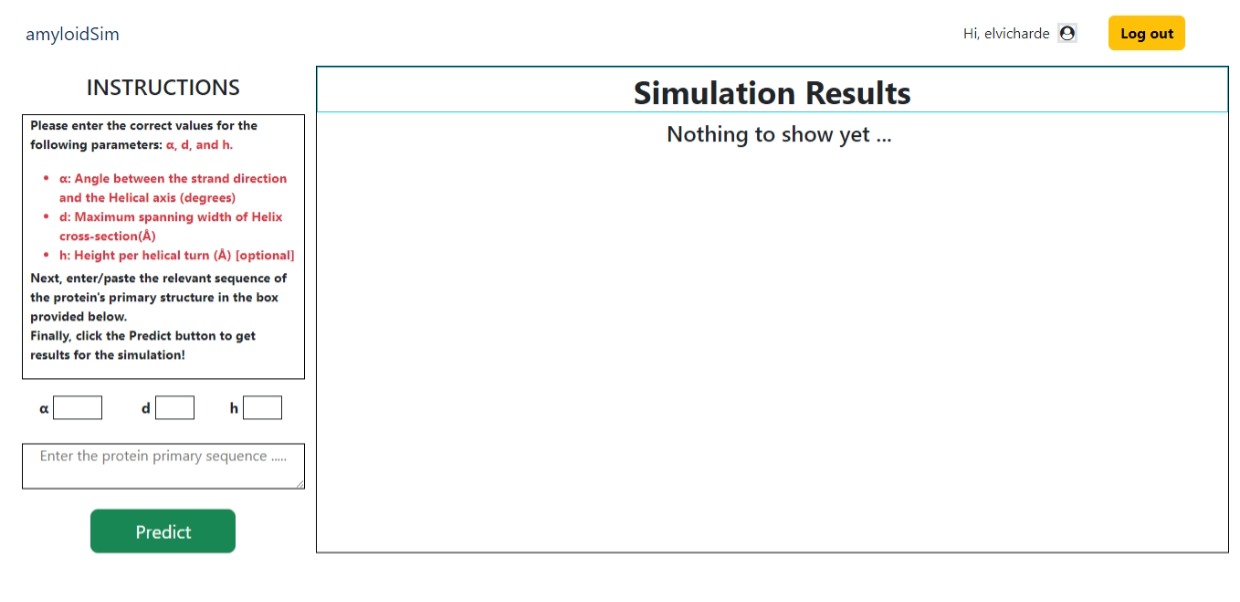 amyloidSim
Hi, elvicharde
Log out
INSTRUCTIONS
Please enter the correct values for the
following parameters: α, d, and h.
• α: Angle between the strand direction
and the Helical axis (degrees)
• d: Maximum spanning width of Helix
cross-section(Å)
• h: Height per helical turn (Å) [optional]
Next, enter/paste the relevant sequence of
the protein's primary structure in the box
provided below.
Finally, click the Predict button to get
results for the simulation!
α d h
Enter the protein primary sequence .....
Predict
Simulation Results
Nothing to show yet ...